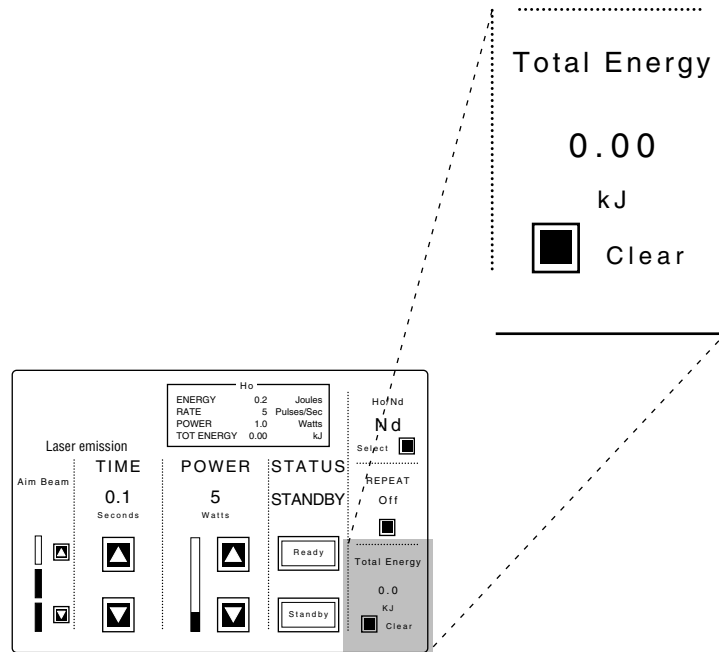 Total Energy
0.00
kJ
Clear
Ho
ENERGY 0.2 Joules
RATE 5 Pulses/Sec
POWER 1.0 Watts
TOT ENERGY 0.00 kJ
Ho/Nd
Nd
Select
Laser emission
Aim Beam
TIME
0.1
Seconds
POWER
5
Watts
STATUS
STANDBY
Ready
Standby
REPEAT
Off
Total Energy
0.0
KJ
Clear